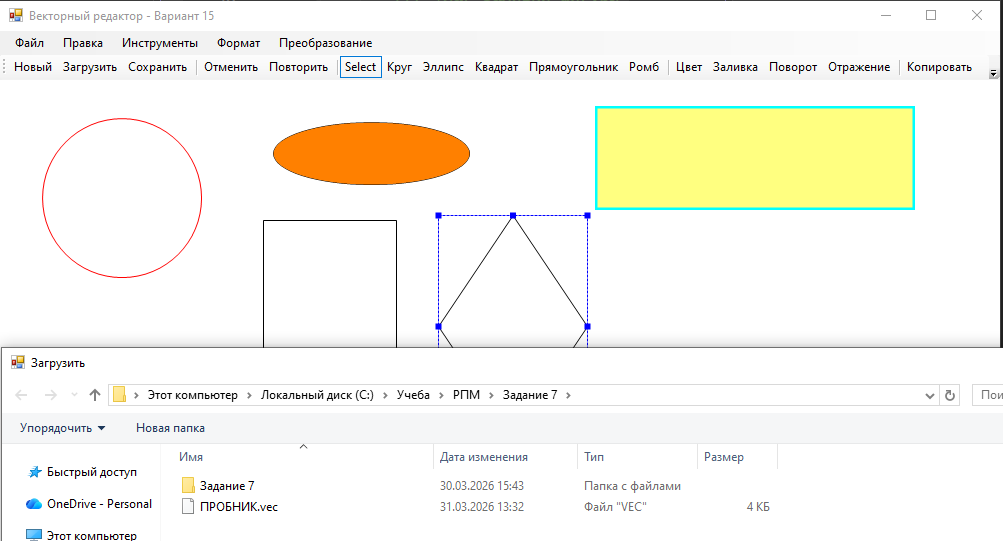 Векторный редактор - Вариант 15
Файл Правка Инструменты Формат Преобразование
Новый Загрузить Сохранить Отменить Повторить Select Круг Эллипс Квадрат Прямоугольник Ромб Цвет Заливка Поворот Отражение Копировать
Загрузить
Этот компьютер > Локальный диск (C:) > Учеба > РПМ > Задание 7 >
Пои
Упорядочить Новая папка
Имя Дата изменения Тип Размер
Быстрый доступ
OneDrive - Personal
Этот компьютер
Задание 7 30.03.2026 15:43 Папка с файлами
ПРОБНИК.vec 31.03.2026 13:32 Файл "VEC" 4 КБ